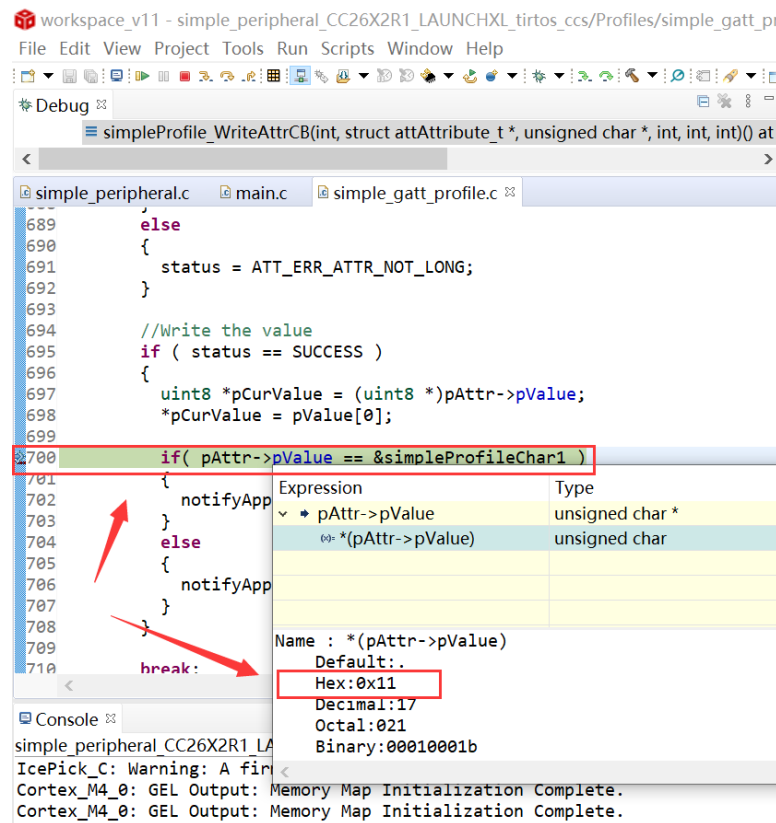 workspace_v11 - simple_peripheral_CC26X2R1_LAUNCHXL_tirtos_ccs/Profiles/simple_gatt_pr
File Edit View Project Tools Run Scripts Window Help
Debug
simpleProfile_WriteAttrCB(int, struct attAttribute_t *, unsigned char *, int, int, int)() at
simple_peripheral.c main.c simple_gatt_profile.c
689 else
690 {
691 status = ATT_ERR_ATTR_NOT_LONG;
692 }
693
694 //Write the value
695 if ( status == SUCCESS )
696 {
697 uint8 *pCurValue = (uint8 *)pAttr->pValue;
698 *pCurValue = pValue[0];
699
700 if( pAttr->pValue == &simpleProfileChar1 )
701 {
702 notifyApp
703 }
704 else
705 {
706 notifyApp
707 }
708 }
709
710 break;
Expression Type
pAttr->pValue unsigned char *
(x)= *(pAttr->pValue) unsigned char
Name : *(pAttr->pValue)
Default:.
Hex:0x11
Decimal:17
Octal:021
Binary:00010001b
Console
simple_peripheral_CC26X2R1_LA
IcePick_C: Warning: A firm
Cortex_M4_0: GEL Output: Memory Map Initialization Complete.
Cortex_M4_0: GEL Output: Memory Map Initialization Complete.